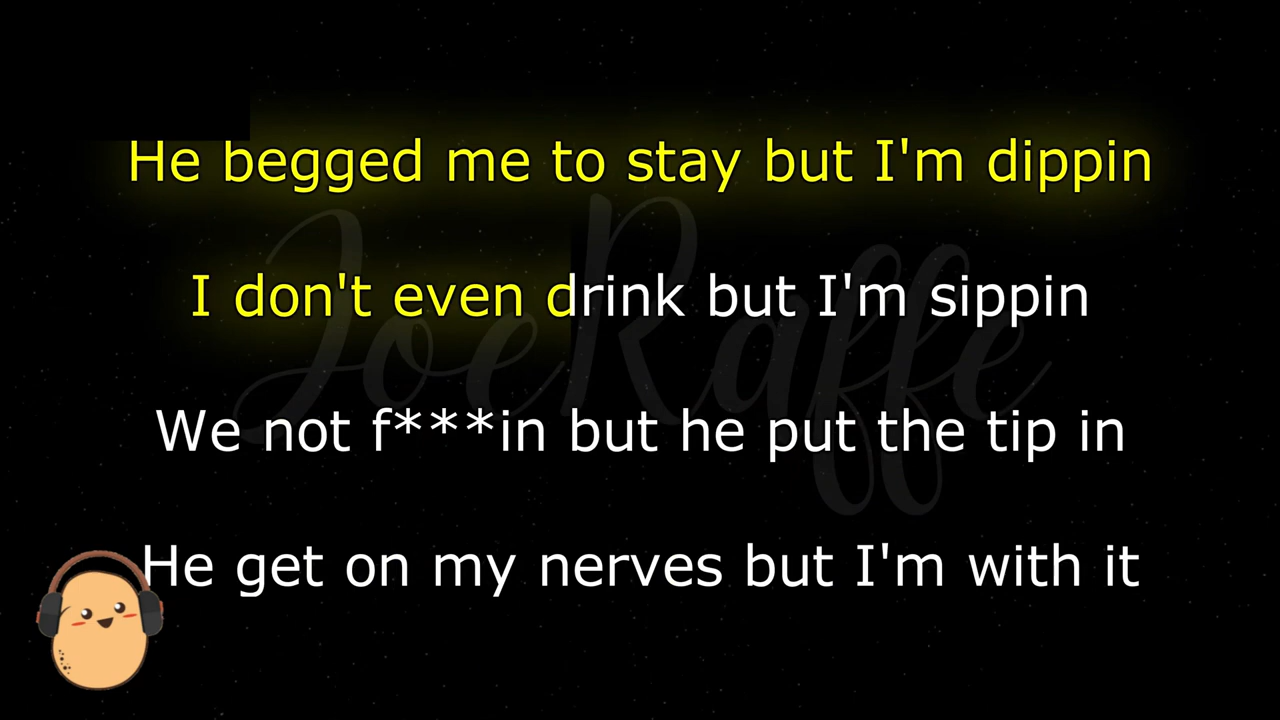 He begged me to stay but I'm dippin
I don't even drink but I'm sippin
JoeRaffe
We not f***in but he put the tip in
He get on my nerves but I'm with it